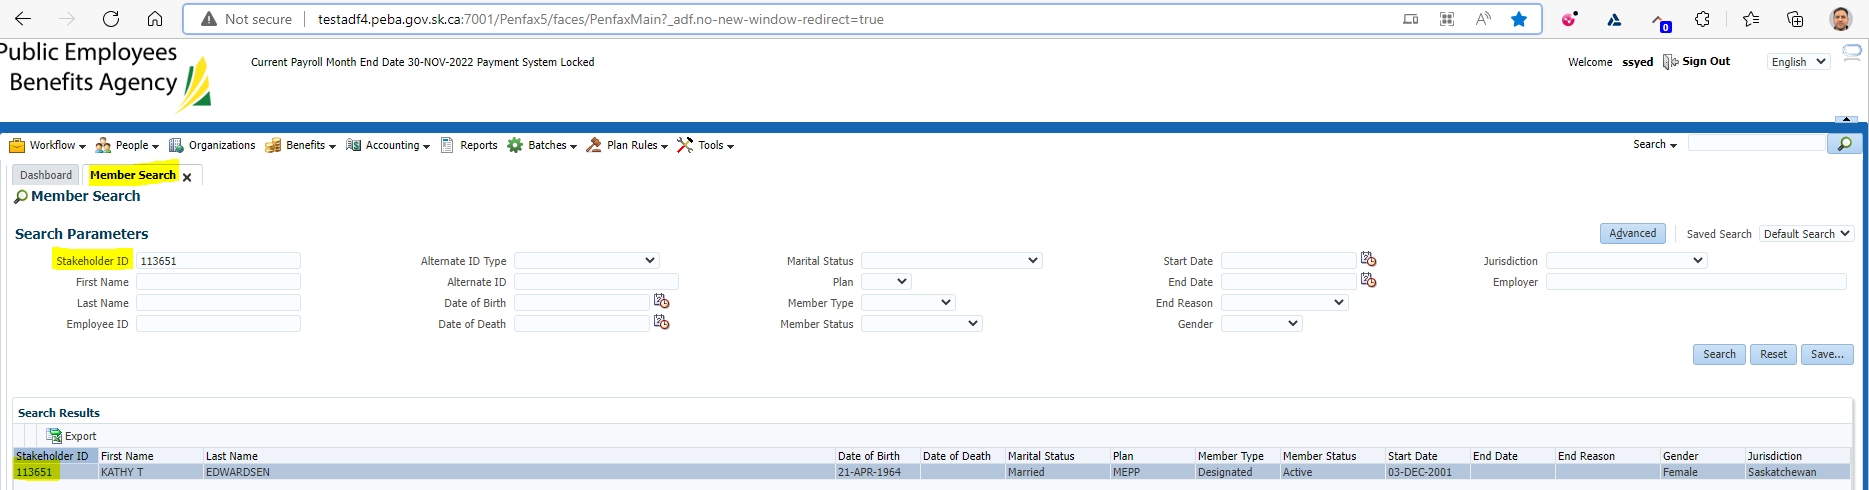 Not secure | testadf4.peba.gov.sk.ca:7001/Penfax5/faces/PenfaxMain?_adf.no-new-window-redirect=true
0
Public Employees
Benefits Agency
Current Payroll Month End Date 30-NOV-2022 Payment System Locked
Welcome ssyed Sign Out English
Workflow People Organizations Benefits Accounting Reports Batches Plan Rules Tools Search
Dashboard Member Search
Member Search
Search Parameters Advanced Saved Search Default Search
Stakeholder ID 113651 Alternate ID Type Marital Status Start Date Jurisdiction
First Name Alternate ID Plan End Date Employer
Last Name Date of Birth Member Type End Reason
Employee ID Date of Death Member Status Gender
Search Reset Save...
Search Results
Export
Stakeholder ID First Name Last Name Date of Birth Date of Death Marital Status Plan Member Type Member Status Start Date End Date End Reason Gender Jurisdiction
113651 KATHY T EDWARDSEN 21-APR-1964 Married MEPP Designated Active 03-DEC-2001 Female Saskatchewan